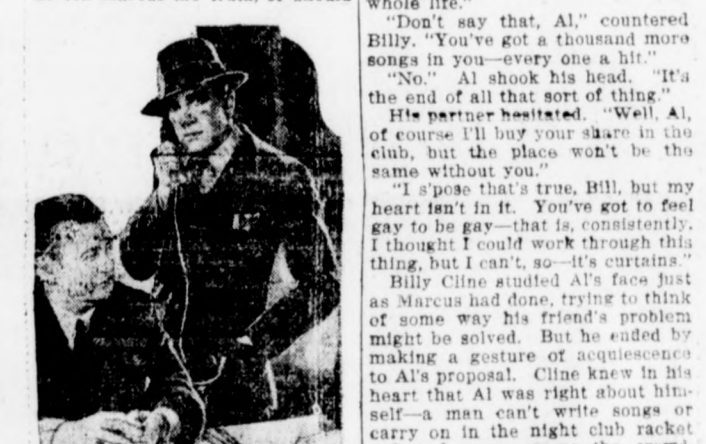 whole life."
"Don't say that, Al," countered
Billy. "You've got a thousand more
songs in you—every one a hit."
"No." Al shook his head. "It's
the end of all that sort of thing."
His partner hesitated. "Well, Al,
of course I'll buy your share in the
club, but the place won't be the
same without you."
"I s'pose that's true, Bill, but my
heart isn't in it. You've got to feel
gay to be gay—that is, consistently.
I thought I could work through this
thing, but I can't, so—it's curtains."
Billy Cline studied Al's face just
as Marcus had done, trying to think
of some way his friend's problem
might be solved. But he ended by
making a gesture of acquiescence
to Al's proposal. Cline knew in his
heart that Al was right about him-
self—a man can't write songs or
carry on in the night club racket